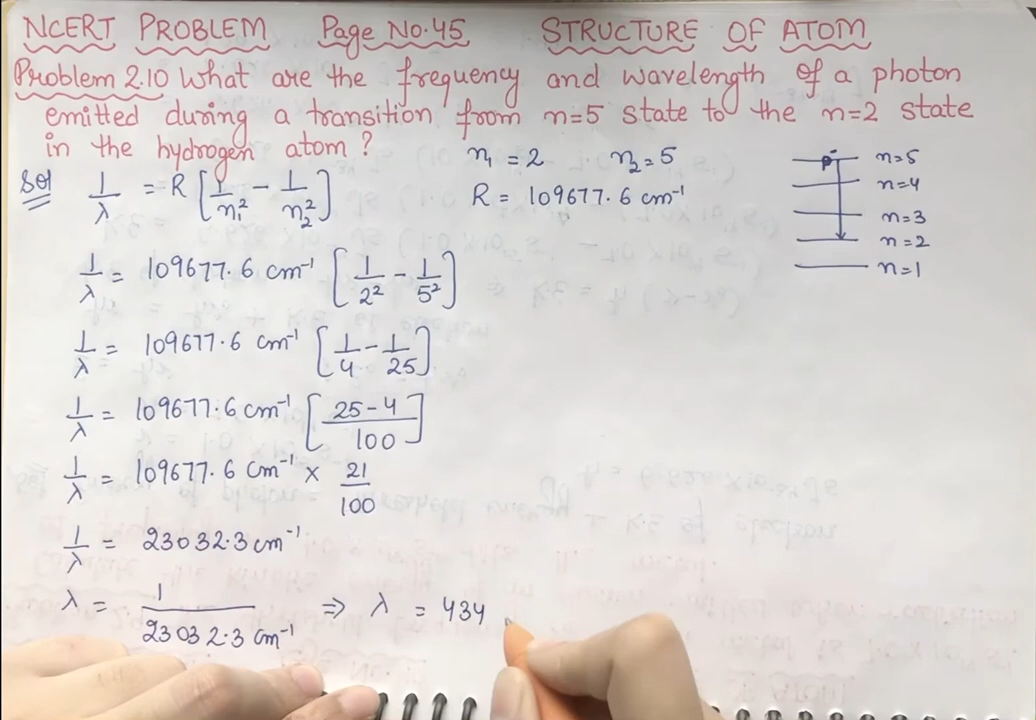 NCERT PROBLEM Page No.45 STRUCTURE OF ATOM
Problem 2.10 What are the frequency and wavelength of a photon
emitted during a transition from n=5 state to the n=2 state
in the hydrogen atom?
n₁ = 2 n₂ = 5
Sol 1/λ = R [1/n₁² − 1/n₂²]
R = 109677.6 cm⁻¹
n=5
n=4
n=3
n=2
n=1
1/λ = 109677.6 cm⁻¹ [1/2² − 1/5²]
1/λ = 109677.6 cm⁻¹ [1/4 − 1/25]
1/λ = 109677.6 cm⁻¹ [25−4/100]
1/λ = 109677.6 cm⁻¹ × 21/100
1/λ = 23032.3 cm⁻¹
λ = 1/23032.3 cm⁻¹ ⇒ λ = 434